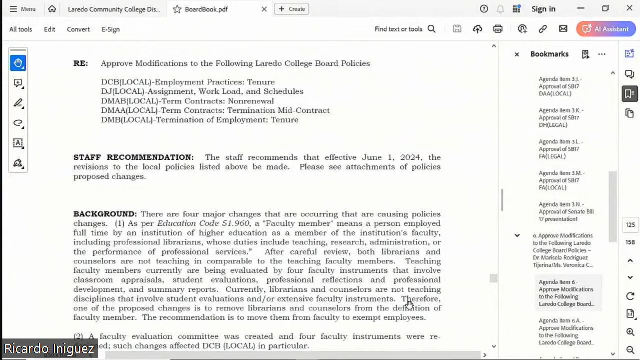 Menu
Laredo Community College Dis...
BoardBook.pdf
Create
Sign in
All tools Edit Convert E-Sign
Find text or tools
RE: Approve Modifications to the Following Laredo College Board Policies
DCB(LOCAL)-Employment Practices: Tenure
DJ(LOCAL)-Assignment, Work Load, and Schedules
DMAB(LOCAL)-Term Contracts: Nonrenewal
DMAA(LOCAL)-Term Contracts: Termination Mid-Contract
DMB(LOCAL)-Termination of Employment: Tenure
STAFF RECOMMENDATION: The staff recommends that effective June 1, 2024, the
revisions to the local policies listed above be made. Please see attachments of policies
proposed changes.
BACKGROUND: There are four major changes that are occurring that are causing policies
changes. (1) As per Education Code 51.960, a "Faculty member" means a person employed
full time by an institution of higher education as a member of the institution's faculty,
including professional librarians, whose duties include teaching, research, administration, or
the performance of professional services." After careful review, both librarians and
counselors are not teaching in comparable to the teaching faculty members. Teaching
faculty members currently are being evaluated by four faculty instruments that involve
classroom appraisals, student evaluations, professional reflections and professional
development, and summary reports. Currently, librarians and counselors are not teaching
disciplines that involve student evaluations and/or extensive faculty instruments. Therefore,
one of the proposed changes is to remove librarians and counselors from the definition of
faculty member. The recommendation is to move them from faculty to exempt employees.
(2) A faculty evaluation committee was created and four faculty instruments were re-
such changes affected DCB (LOCAL) in particular.
Bookmarks
Agenda Item 3.J.-
Approval of SB17
DAA(LOCAL)
Agenda Item 3.K.-
Approval of SB17
DH(LEGAL)
Agenda Item 3.L.-
Approval of SB17
FA(LEGAL)
Agenda Item 3.M.-
Approval of SB17
FA(LOCAL)
Agenda Item 3.N.-
Approval of Senate Bill
17 presentation
Approve Modifications
to the Following Laredo
College Board Policies -
Dr. Marisela Rodriguez
Tijerina/Ms. Veronica C...
Agenda Item 6 -
Approve Modifications
to the Following
Laredo College Board...
Agenda Item 6.A -
Approve Modifications
125
158
Ricardo Iniguez